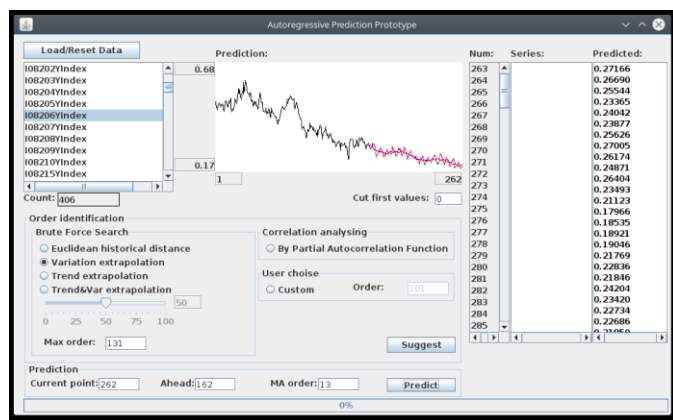 Autoregressive Prediction Prototype
Load/Reset Data
Prediction:
Num:
Series:
Predicted:
I08202YIndex
I08203YIndex
I08204YIndex
I08205YIndex
I08206YIndex
I08207YIndex
I08208YIndex
I08209YIndex
I08210YIndex
I08215YIndex
Count: 406
0.68
0.17
1
262
Cut first values: 0
263
264
265
266
267
268
269
270
271
272
273
274
275
276
277
278
279
280
281
282
283
284
285
0.27166
0.26690
0.25544
0.23365
0.24042
0.23877
0.25626
0.27005
0.26174
0.24871
0.26404
0.23493
0.21123
0.17966
0.18535
0.18921
0.19046
0.21769
0.22836
0.21846
0.24204
0.23420
0.22734
0.22686
Order identification
Brute Force Search
Euclidean historical distance
Variation extrapolation
Trend extrapolation
Trend&Var extrapolation
50
0 25 50 75 100
Max order: 131
Correlation analysing
By Partial Autocorrelation Function
User choise
Custom
Order: 101
Suggest
Prediction
Current point: 262
Ahead: 162
MA order: 13
Predict
0%